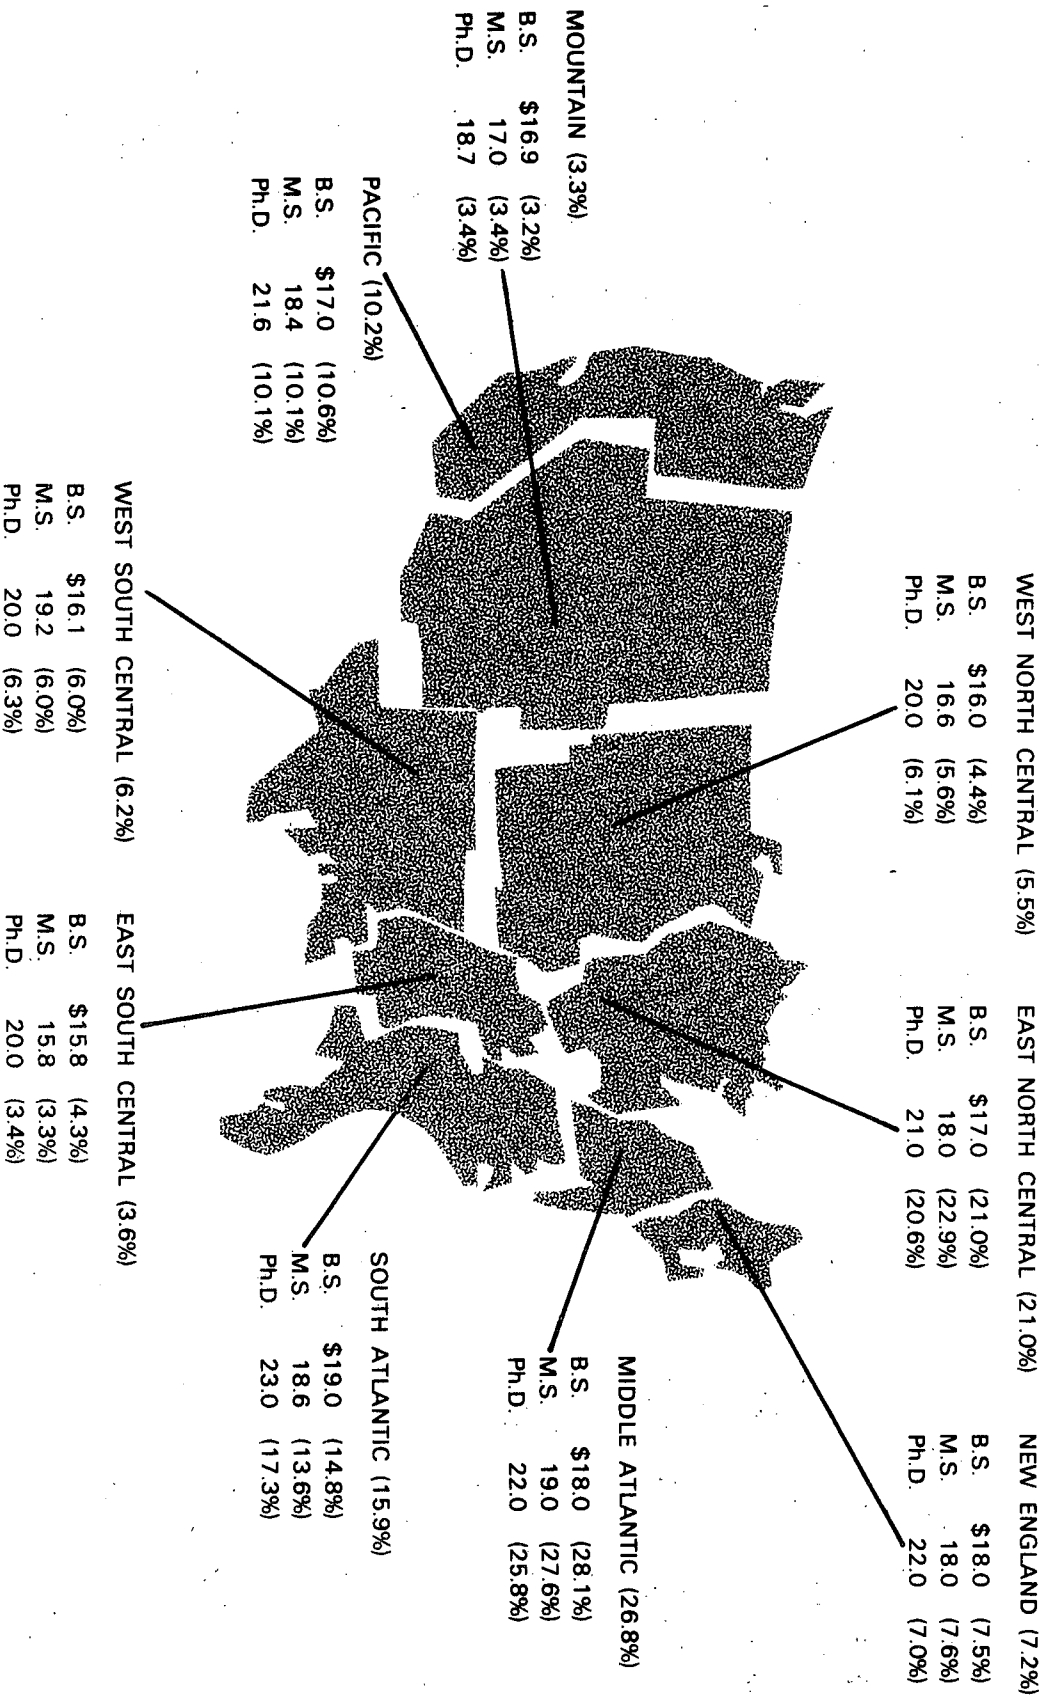 WEST NORTH CENTRAL (5.5%)
B.S. $16.0 (4.4%)
M.S. 16.6 (5.6%)
Ph.D. 20.0 (6.1%)
EAST NORTH CENTRAL (21.0%)
B.S. $17.0 (21.0%)
M.S. 18.0 (22.9%)
Ph.D. 21.0 (20.6%)
NEW ENGLAND (7.2%)
B.S. $18.0 (7.5%)
M.S. 18.0 (7.6%)
Ph.D. 22.0 (7.0%)
MOUNTAIN (3.3%)
B.S. $16.9 (3.2%)
M.S. 17.0 (3.4%)
Ph.D. 18.7 (3.4%)
MIDDLE ATLANTIC (26.8%)
B.S. $18.0 (28.1%)
M.S. 19.0 (27.6%)
Ph.D. 22.0 (25.8%)
PACIFIC (10.2%)
B.S. $17.0 (10.6%)
M.S. 18.4 (10.1%)
Ph.D. 21.6 (10.1%)
SOUTH ATLANTIC (15.9%)
B.S. $19.0 (14.8%)
M.S. 18.6 (13.6%)
Ph.D. 23.0 (17.3%)
WEST SOUTH CENTRAL (6.2%)
B.S. $16.1 (6.0%)
M.S. 19.2 (6.0%)
Ph.D. 20.0 (6.3%)
EAST SOUTH CENTRAL (3.6%)
B.S. $15.8 (4.3%)
M.S. 15.8 (3.3%)
Ph.D. 20.0 (3.4%)